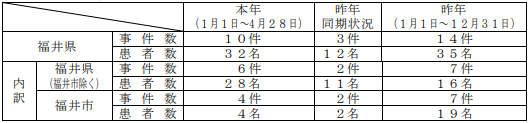 本年 昨年 昨年
(１月１日～４月２８日) 同期状況 (１月１日～１２月３１日)
福井県 事件数 １０件 ３件 １４件
患者数 ３２名 １２名 ３５名
内訳 福井県 事件数 ６件 ２件 ７件
(福井市除く) 患者数 ２８名 １１名 １６名
福井市 事件数 ４件 ２件 ７件
患者数 ４名 ２名 １９名